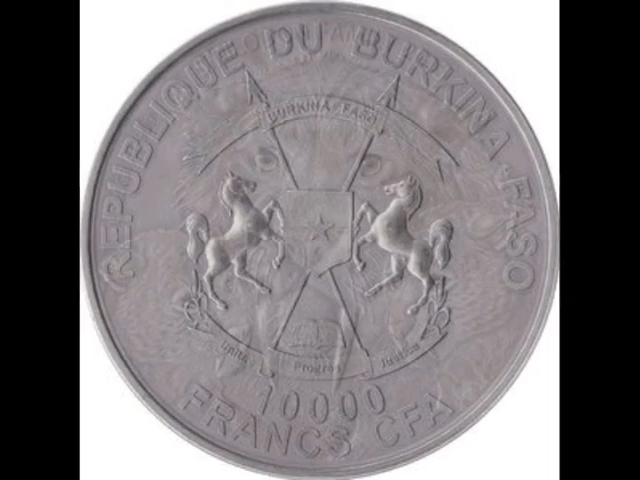 REPUBLIQUE DU BURKINA FASO
BURKINA FASO
Unité Progrès Justice
10000
FRANCS CFA